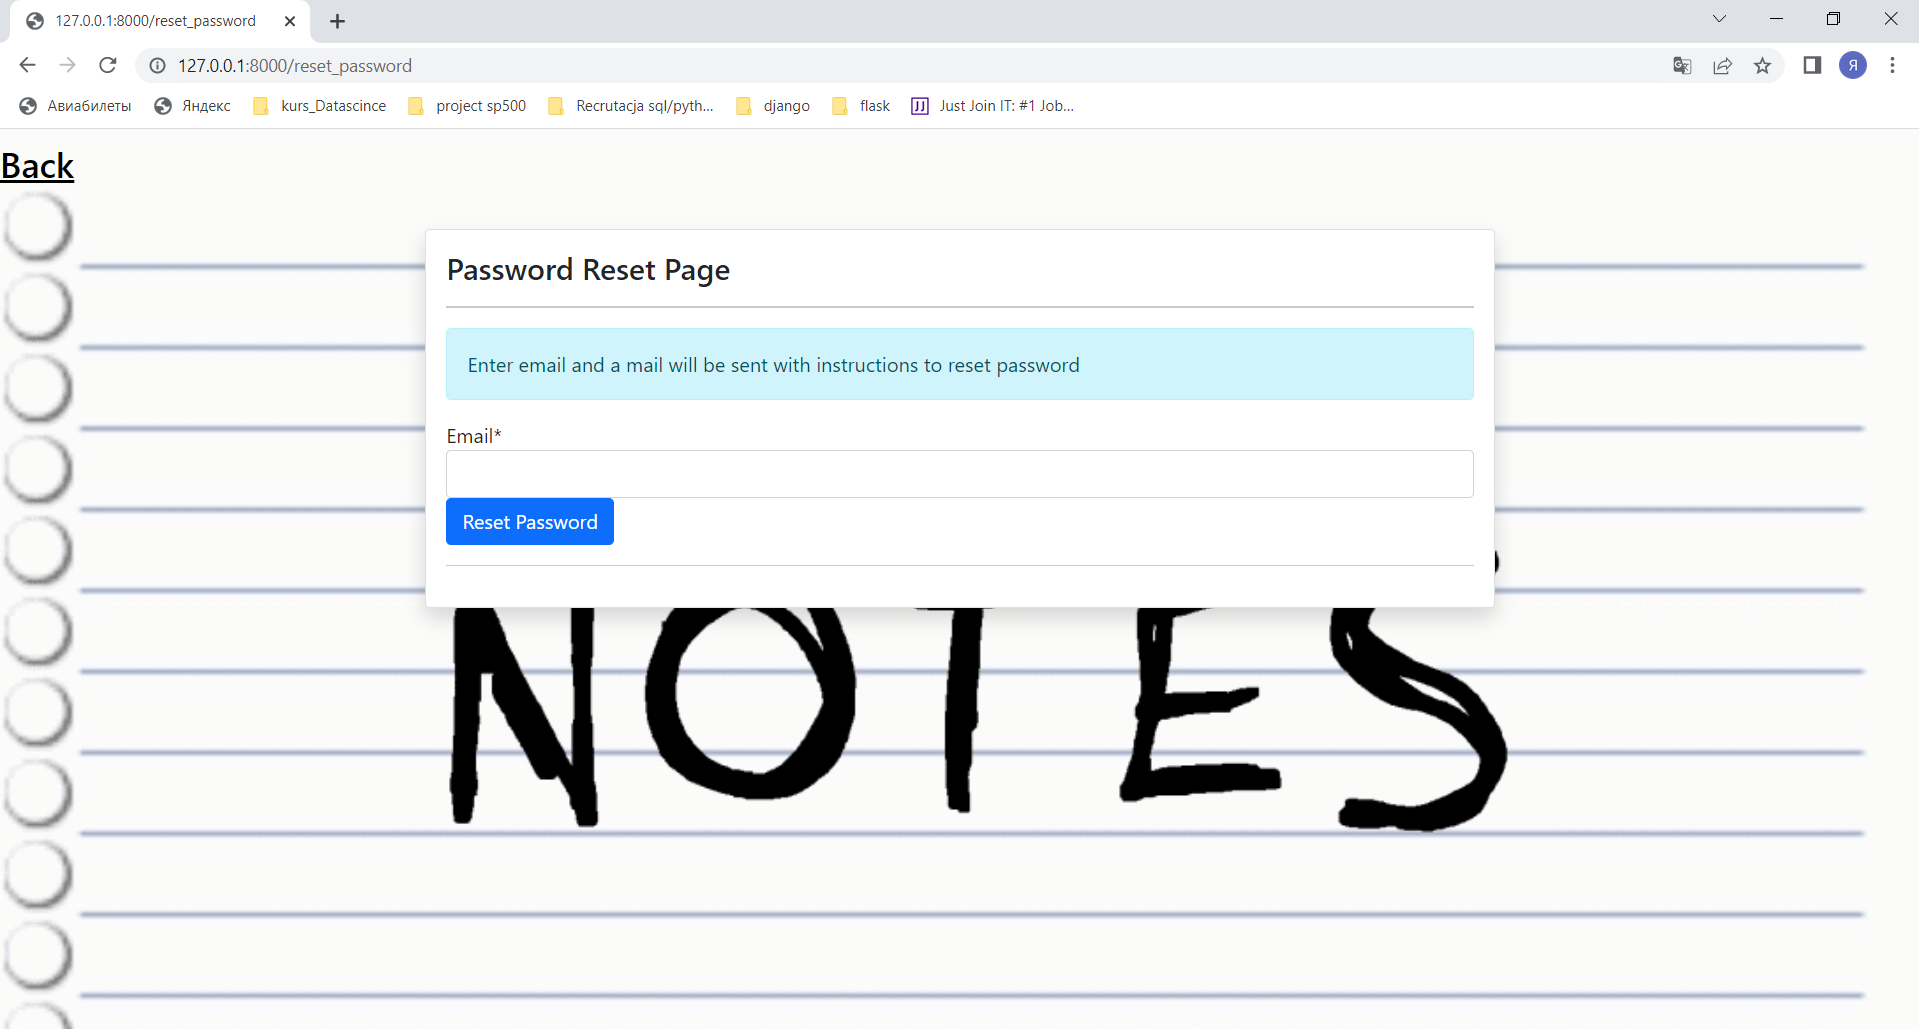 127.0.0.1:8000/reset_password
127.0.0.1:8000/reset_password
Я
Авиабилеты Яндекс kurs_Datascince project sp500 Recrutacja sql/pyth... django flask JJ Just Join IT: #1 Job...
Back
Password Reset Page
Enter email and a mail will be sent with instructions to reset password
Email*
Reset Password
NOTES